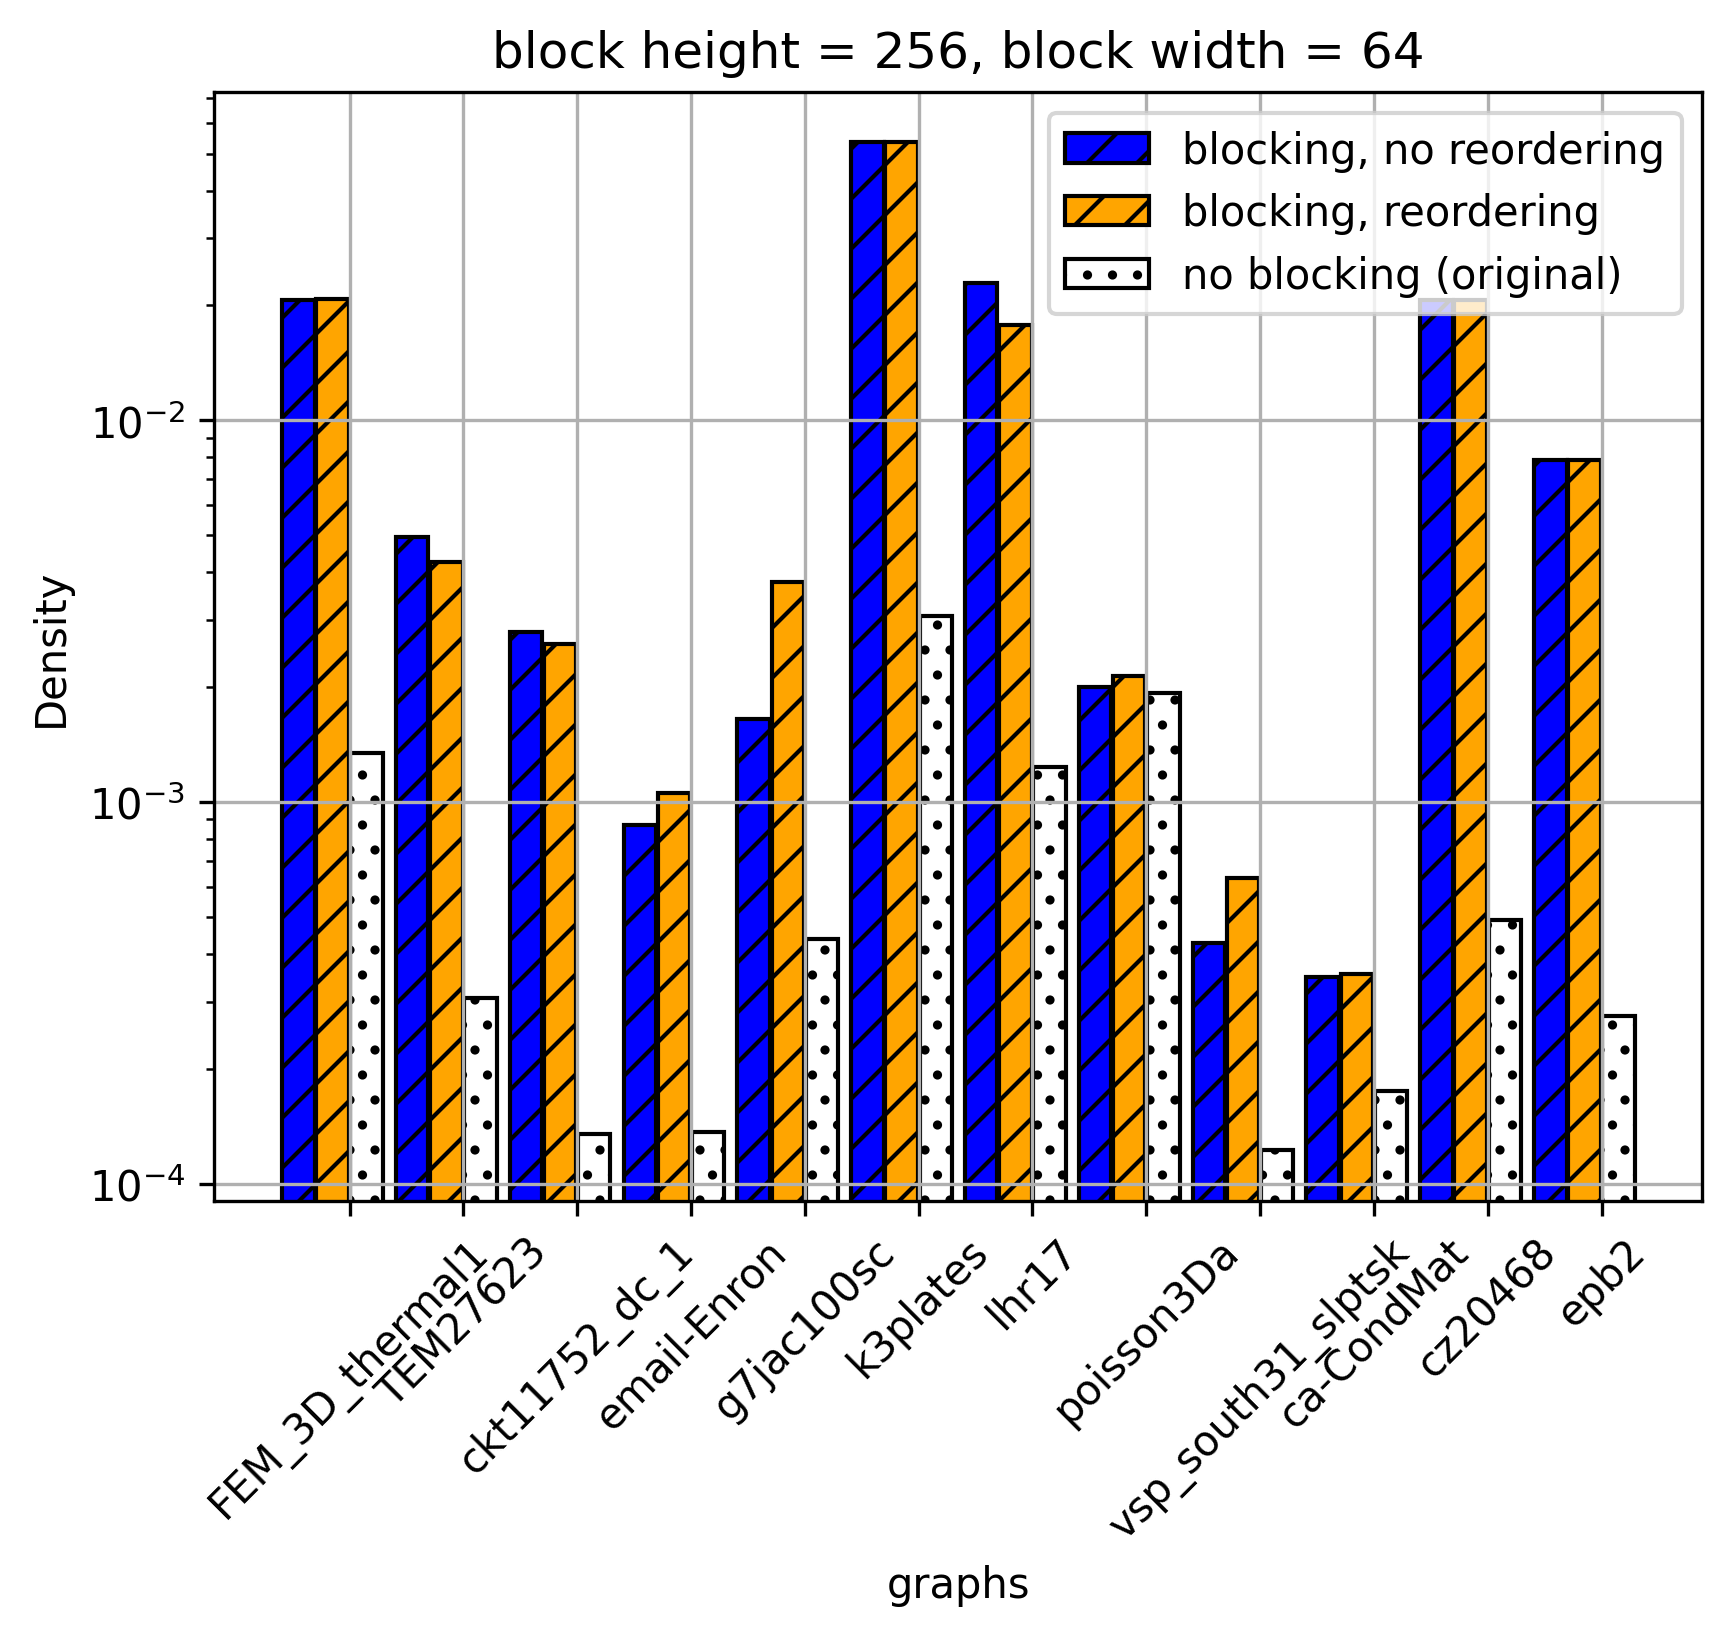 block height = 256, block width = 64
blocking, no reordering
blocking, reordering
no blocking (original)
Density
10⁻²
10⁻³
10⁻⁴
FEM_3D_thermal1
TEM27623
ckt11752_dc_1
email-Enron
g7jac100sc
k3plates
lhr17
poisson3Da
vsp_south31_slptsk
ca-CondMat
cz20468
epb2
graphs